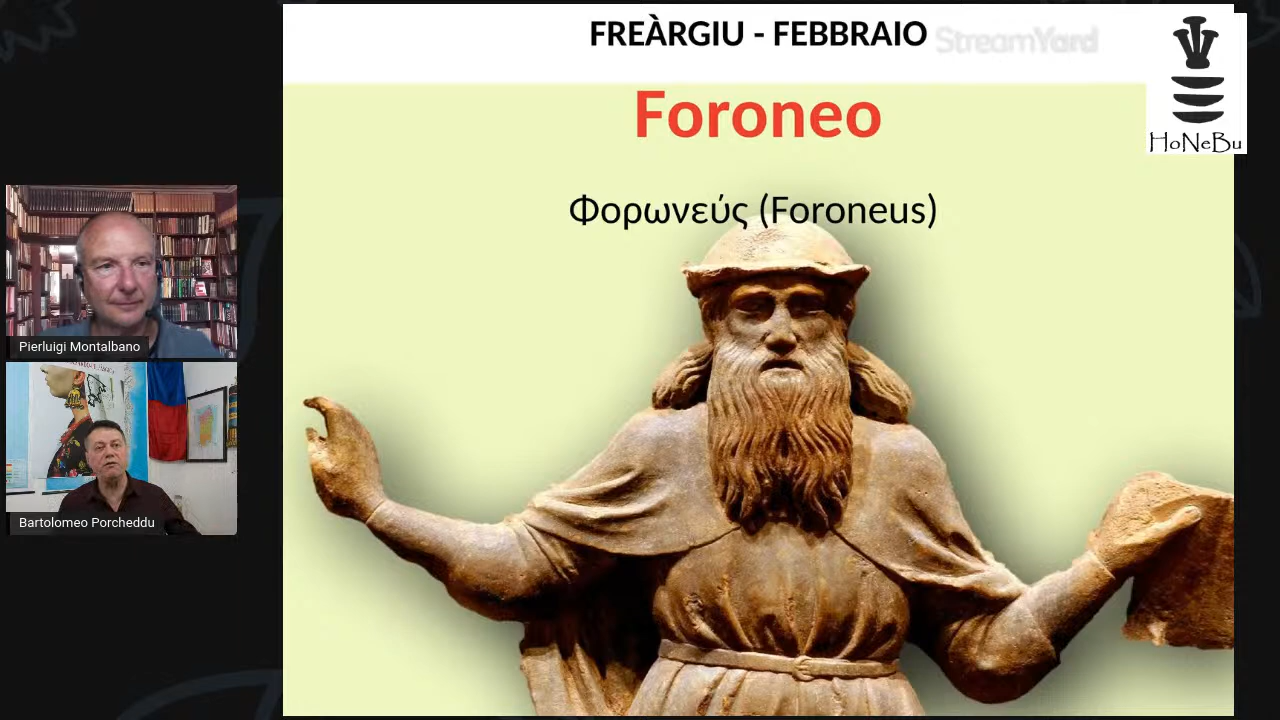 FREÀRGIU - FEBBRAIO
StreamYard
HoNeBu
Foroneo
Φορωνεύς (Foroneus)
Pierluigi Montalbano
Bartolomeo Porcheddu